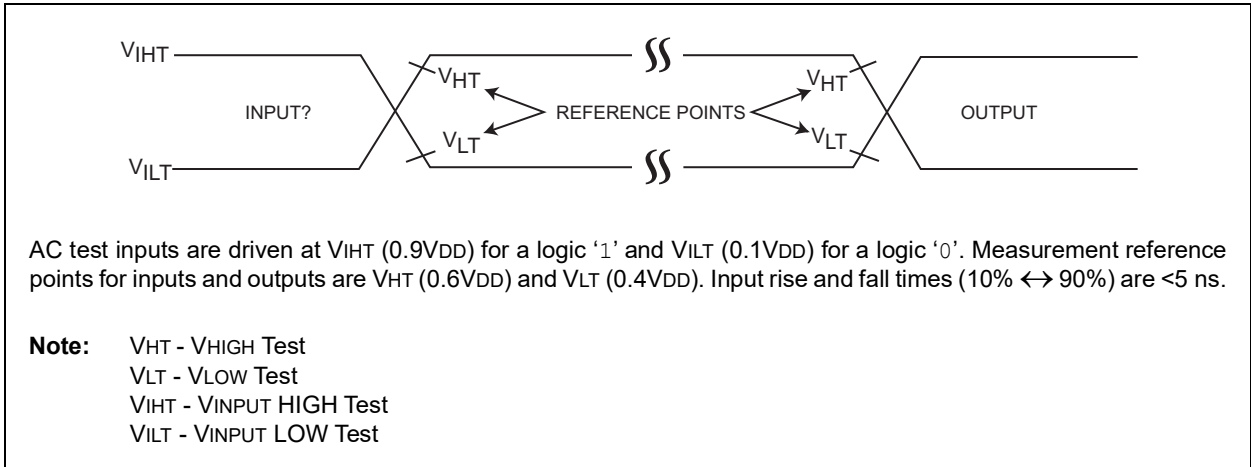 VIHT
VHT
VHT
INPUT?
REFERENCE POINTS
OUTPUT
VLT
VLT
VILT
AC test inputs are driven at VIHT (0.9VDD) for a logic ‘1’ and VILT (0.1VDD) for a logic ‘0’. Measurement reference
points for inputs and outputs are VHT (0.6VDD) and VLT (0.4VDD). Input rise and fall times (10% ↔ 90%) are <5 ns.
Note: VHT - VHIGH Test
VLT - VLOW Test
VIHT - VINPUT HIGH Test
VILT - VINPUT LOW Test